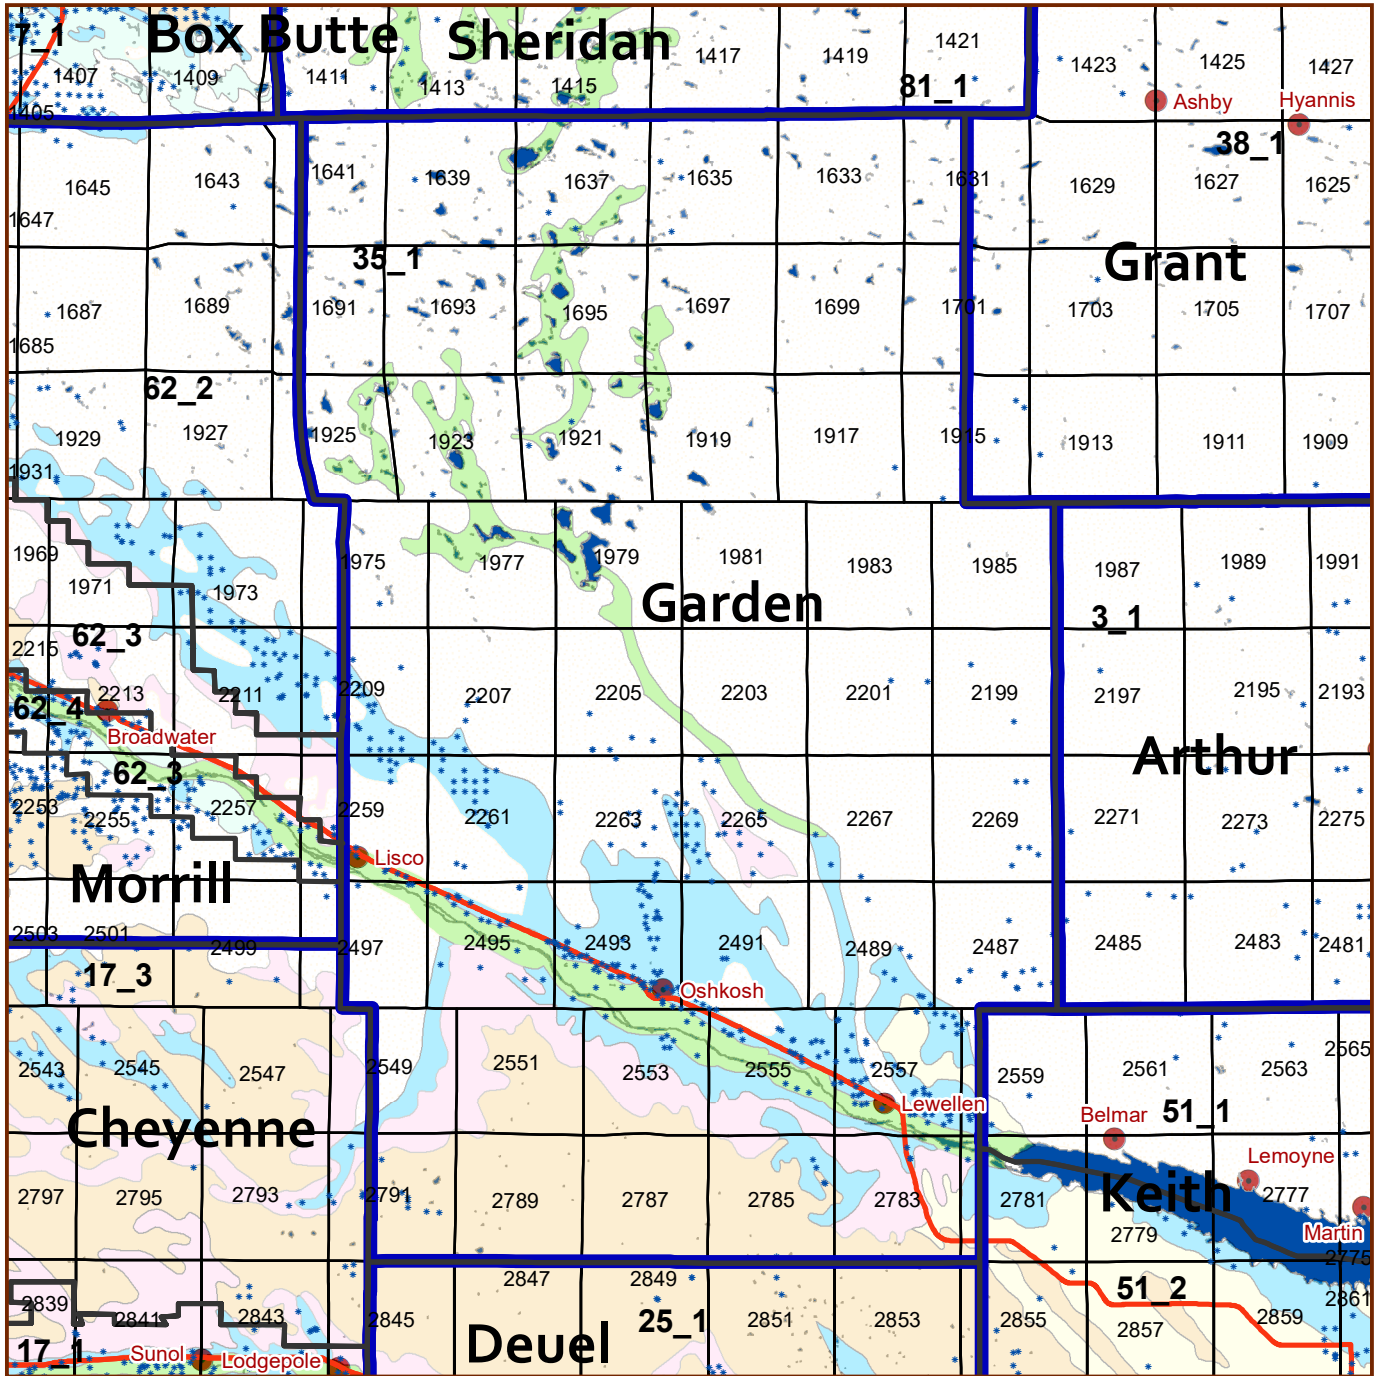 7_1 Box Butte Sheridan 1417 1419 1421
1407 1409 1411 1413 1415 81_1 1423 1425 1427
1405 Ashby Hyannis
38_1
1645 1643 1641 1639 1637 1635 1633 1631 1629 1627 1625
1647
35_1 Grant
1687 1689 1691 1693 1695 1697 1699 1701 1703 1705 1707
1685
62_2
1929 1927 1925 1923 1921 1919 1917 1915 1913 1911 1909
1931
1969 1971 1973 1975 1977 1979 1981 1983 1985 1987 1989 1991
Garden 3_1
62_3
2215
2213 2211 2209 2207 2205 2203 2201 2199 2197 2195 2193
62_4
Broadwater
Arthur
62_3
2253 2255 2257 2259 2261 2263 2265 2267 2269 2271 2273 2275
Lisco
Morrill
2503 2501 2499 2497 2495 2493 2491 2489 2487 2485 2483 2481
17_3
Oshkosh
2543 2545 2547 2549 2551 2553 2555 2557 2559 2561 2563 2565
Lewellen
Belmar 51_1
Cheyenne
Lemoyne
2797 2795 2793 2791 2789 2787 2785 2783 2781 Keith 2777
2779 Martin
2775
2847 2849 51_2
2839 2841 2843 2845 25_1 2851 2853 2855 2857 2859 2861
17_1 Sunol Lodgepole Deuel